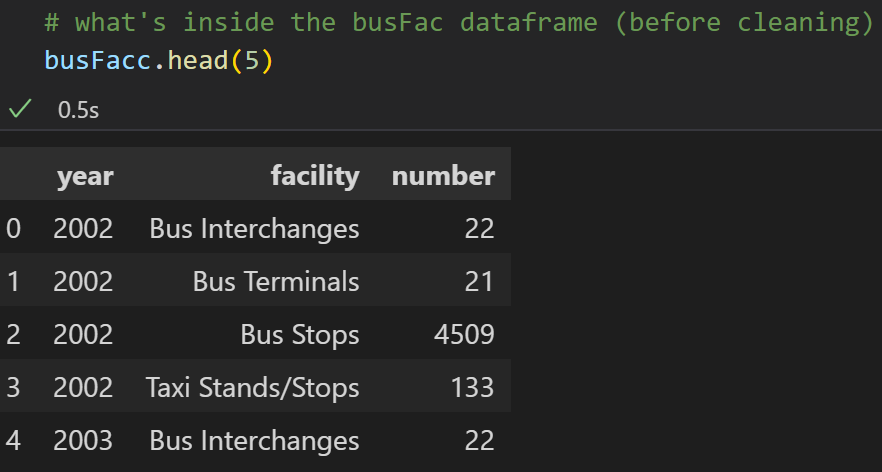 # what's inside the busFac dataframe (before cleaning)
busFacc.head(5)
0.5s
year facility number
0 2002 Bus Interchanges 22
1 2002 Bus Terminals 21
2 2002 Bus Stops 4509
3 2002 Taxi Stands/Stops 133
4 2003 Bus Interchanges 22